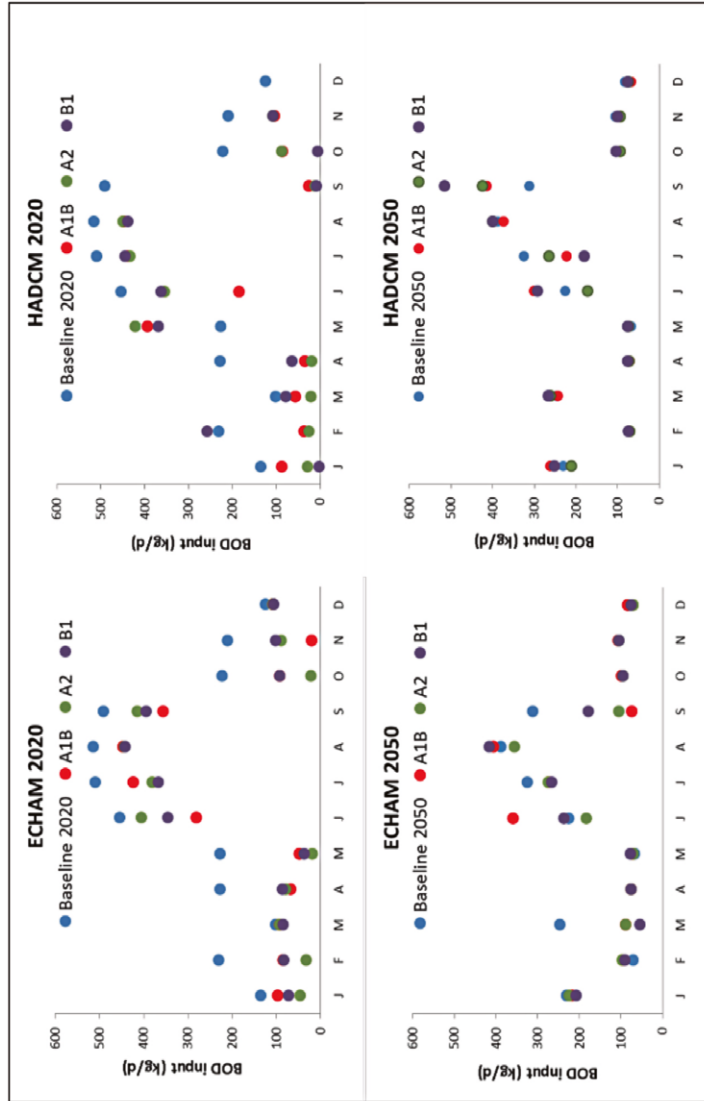 ECHAM 2020
Baseline 2020 A1B A2 B1
BOD input (kg/d)
600
500
400
300
200
100
0
J F M A M J J A S O N D
HADCM 2020
Baseline 2020 A1B A2 B1
BOD input (kg/d)
600
500
400
300
200
100
0
J F M A M J J A S O N D
ECHAM 2050
Baseline 2050 A1B A2 B1
BOD input (kg/d)
600
500
400
300
200
100
0
J F M A M J J A S O N D
HADCM 2050
Baseline 2050 A1B A2 B1
BOD input (kg/d)
600
500
400
300
200
100
0
J F M A M J J A S O N D